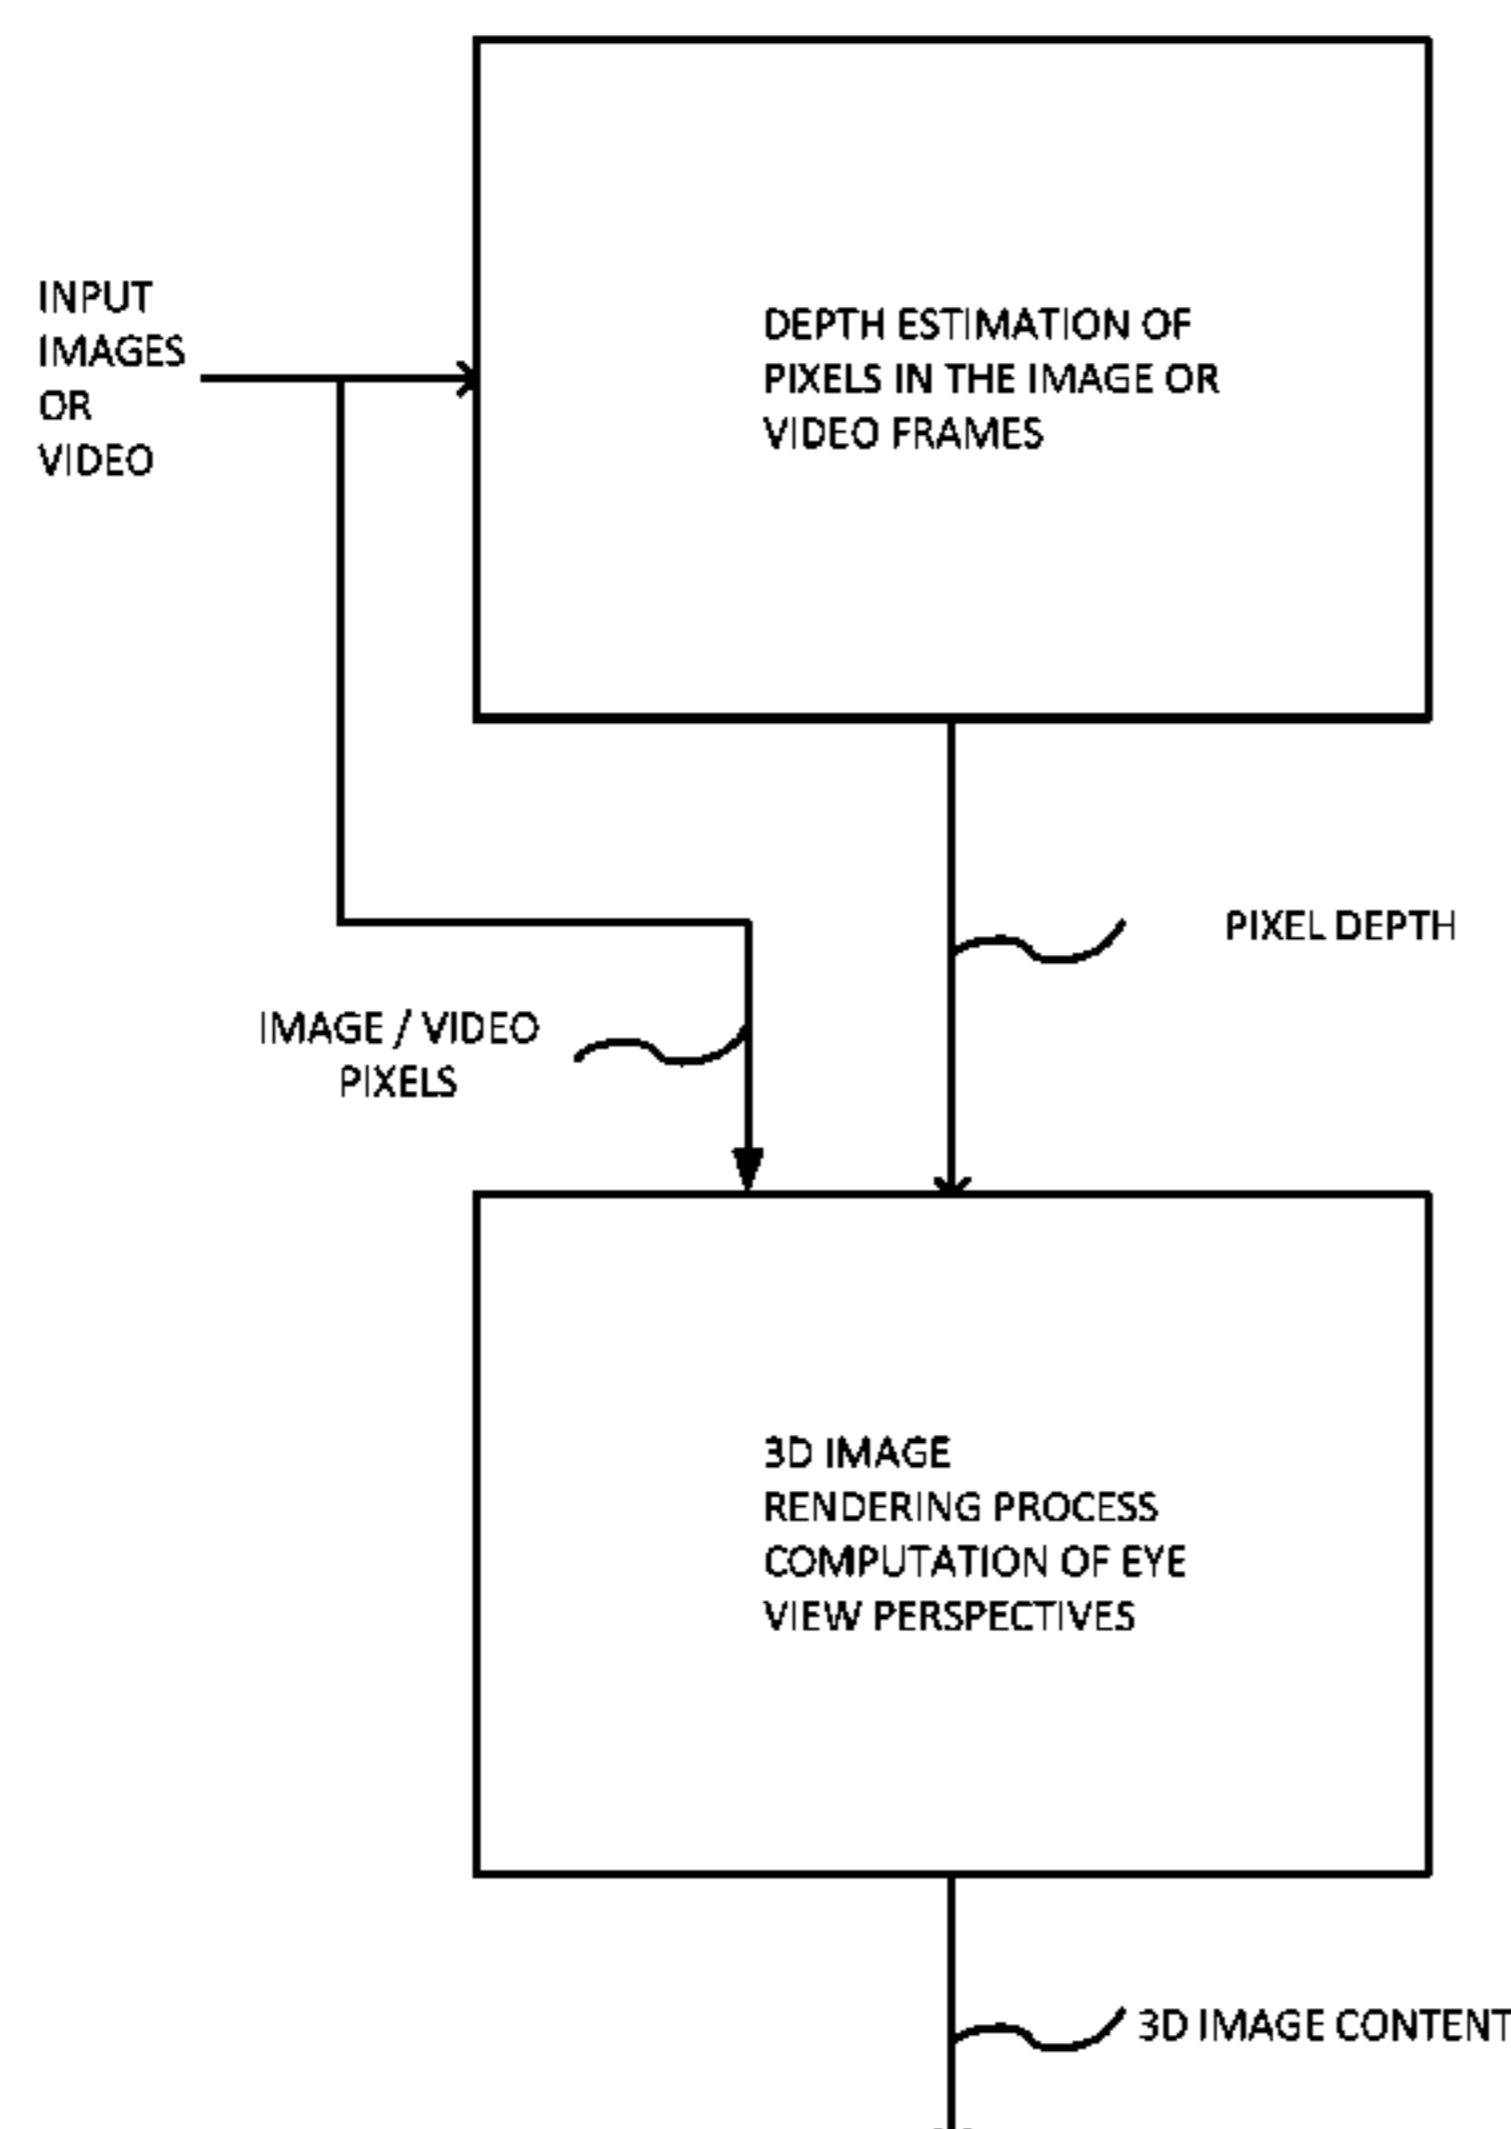 INPUT
IMAGES
OR
VIDEO
DEPTH ESTIMATION OF
PIXELS IN THE IMAGE OR
VIDEO FRAMES
PIXEL DEPTH
IMAGE / VIDEO
PIXELS
3D IMAGE
RENDERING PROCESS
COMPUTATION OF EYE
VIEW PERSPECTIVES
3D IMAGE CONTENT